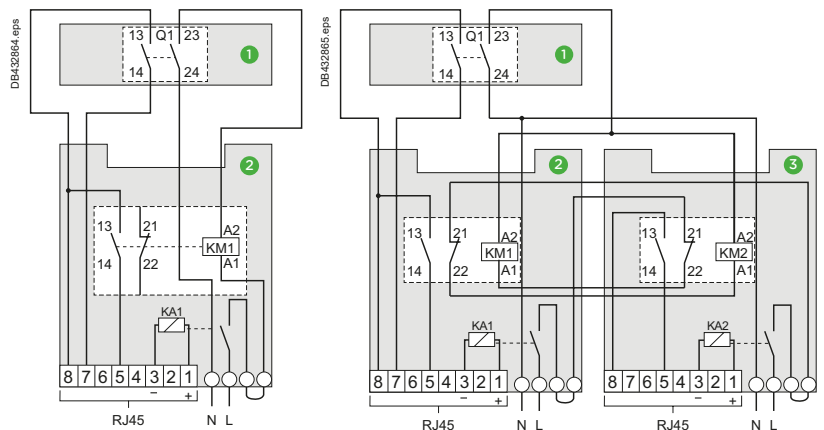 DB432864.eps
13 Q1 23
1
14 24
2
13 21 A2
KM1
14 22 A1
KA1
8 7 6 5 4 3 2 1
− +
RJ45 N L
DB432865.eps
13 Q1 23
1
14 24
2
3
13 21 A2
KM1
14 22 A1
13 21 A2
KM2
14 22 A1
KA1
KA2
8 7 6 5 4 3 2 1
8 7 6 5 4 3 2 1
− +
− +
RJ45 N L
RJ45 N L